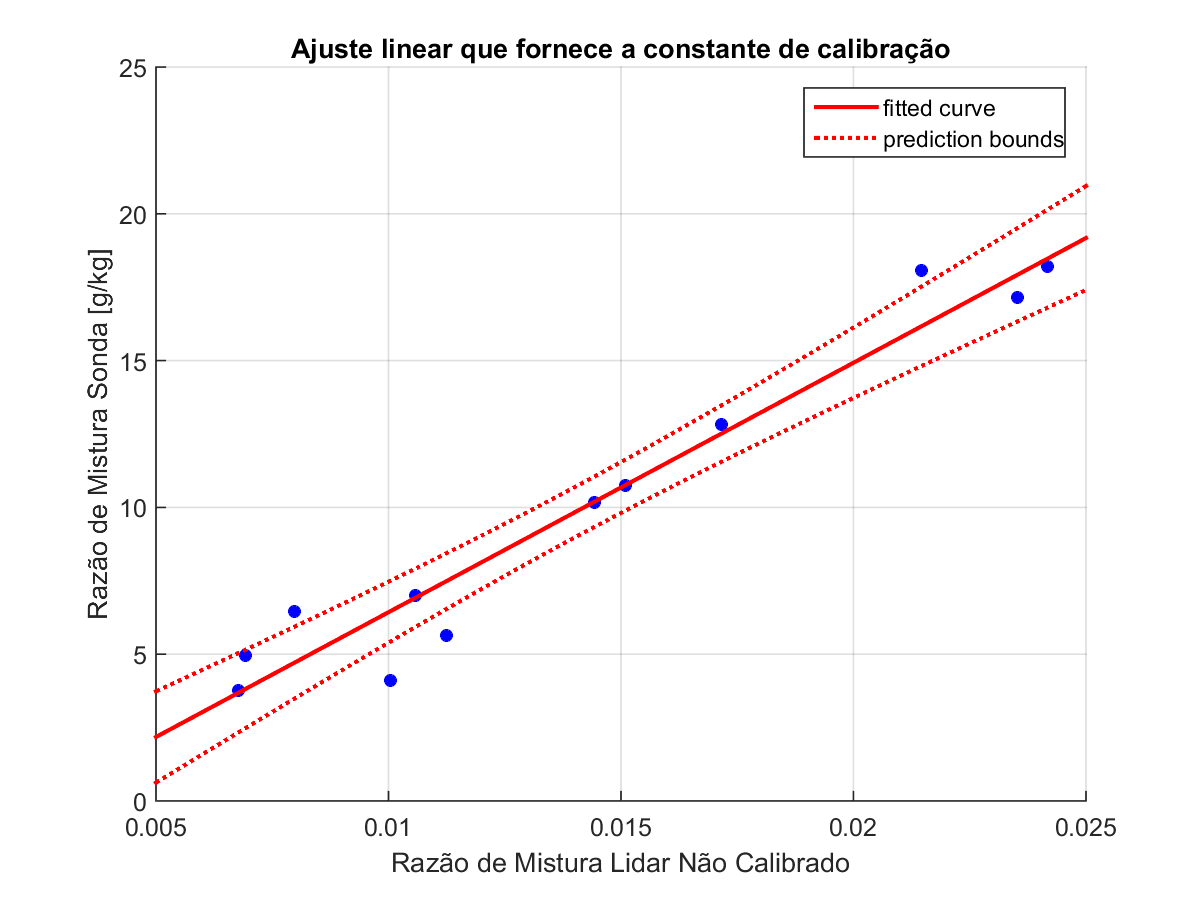 Ajuste linear que fornece a constante de calibração
25
20
15
10
5
0
fitted curve
prediction bounds
Razão de Mistura Sonda [g/kg]
0.005
0.01
0.015
0.02
0.025
Razão de Mistura Lidar Não Calibrado